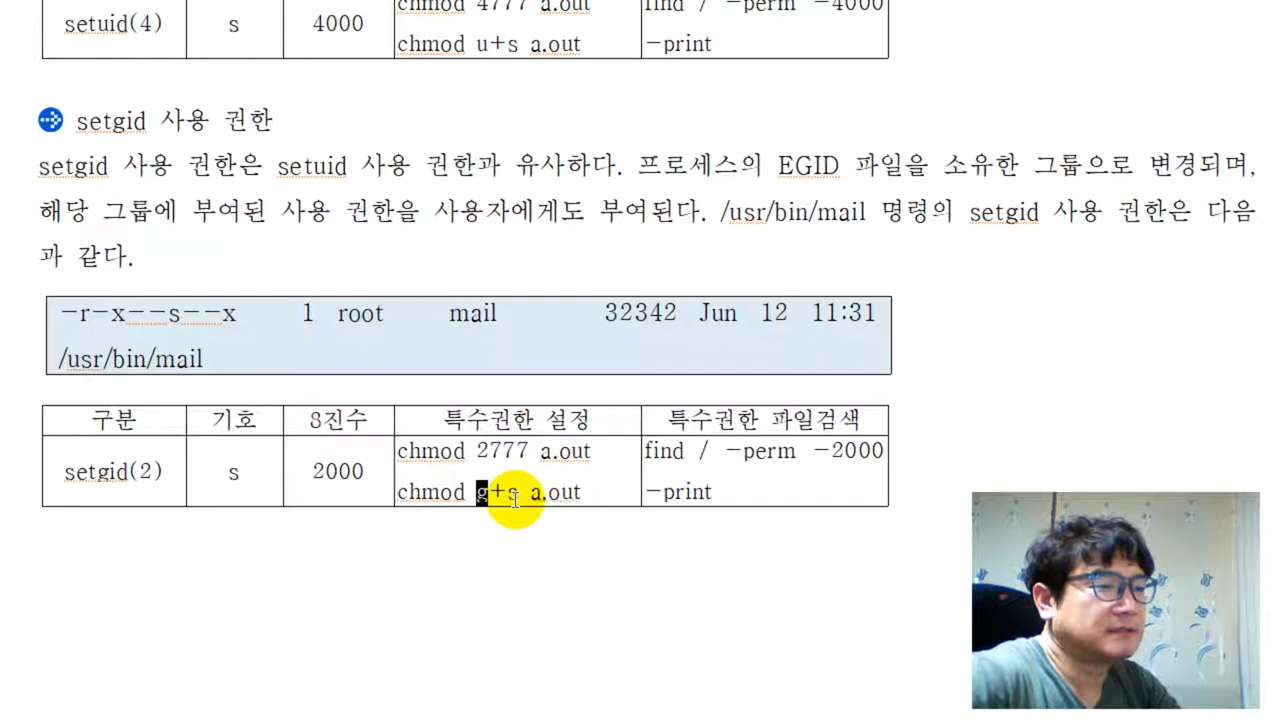 chmod 4777 a.out
find / -perm -4000
setuid(4) s 4000
chmod u+s a.out
-print
setgid 사용 권한
setgid 사용 권한은 setuid 사용 권한과 유사하다. 프로세스의 EGID 파일을 소유한 그룹으로 변경되며,
해당 그룹에 부여된 사용 권한을 사용자에게도 부여된다. /usr/bin/mail 명령의 setgid 사용 권한은 다음
과 같다.
-r-x--s--x 1 root mail 32342 Jun 12 11:31
/usr/bin/mail
구분 기호 8진수 특수권한 설정 특수권한 파일검색
chmod 2777 a.out
find / -perm -2000
setgid(2) s 2000
chmod g+s a.out
-print